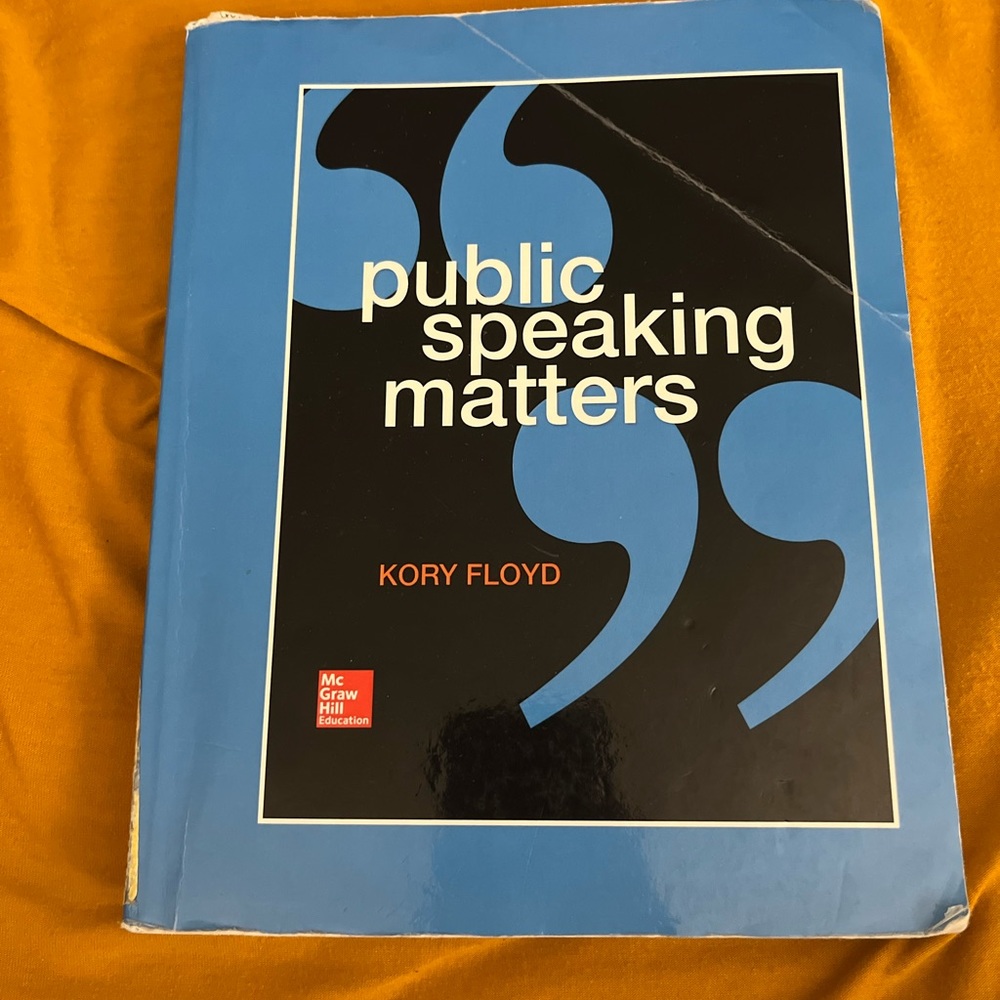 public
speaking
matters
KORY FLOYD
Mc
Graw
Hill
Education